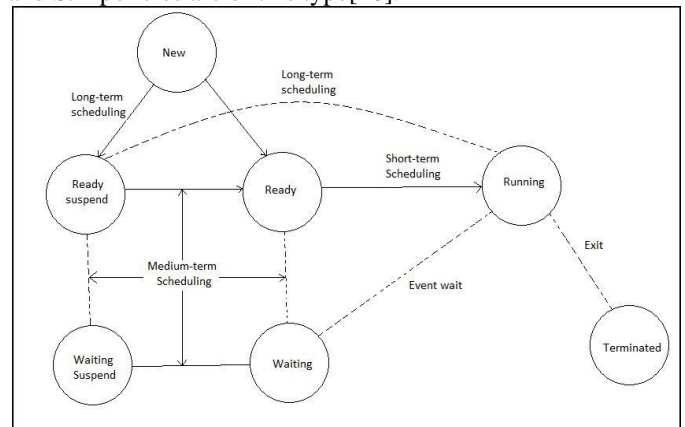 New
Long-term
scheduling
Long-term
scheduling
Ready
suspend
Ready
Short-term
Scheduling
Running
Medium-term
Scheduling
Event wait
Exit
Waiting
Suspend
Waiting
Terminated